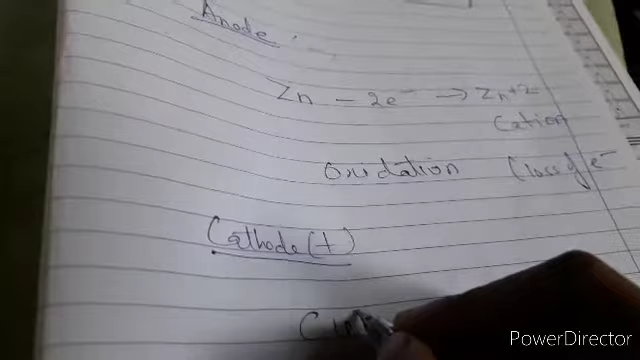 Anode :
Zn - 2e⁻ → Zn⁺²
Cation
Oxidation (loss of e⁻
Cathode (+)
PowerDirector